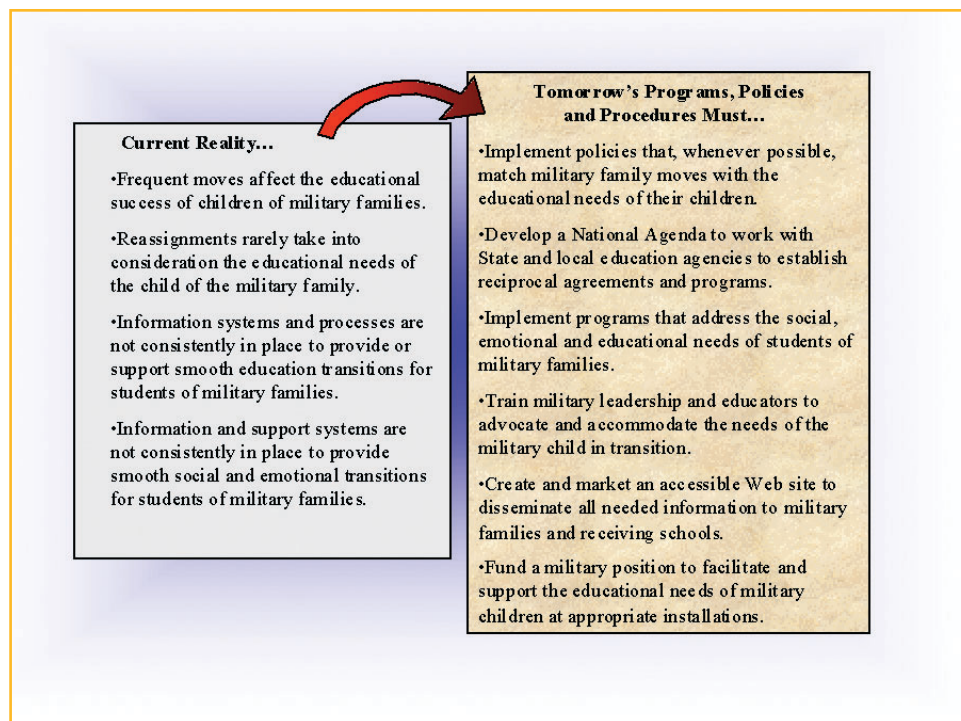 Current Reality…
•Frequent moves affect the educational
success of children of military families.
•Reassignments rarely take into
consideration the educational needs of
the child of the military family.
•Information systems and processes are
not consistently in place to provide or
support smooth education transitions for
students of military families.
•Information and support systems are
not consistently in place to provide
smooth social and emotional transitions
for students of military families.
Tomorrow’s Programs, Policies
and Procedures Must…
•Implement policies that, whenever possible,
match military family moves with the
educational needs of their children.
•Develop a National Agenda to work with
State and local education agencies to establish
reciprocal agreements and programs.
•Implement programs that address the social,
emotional and educational needs of students of
military families.
•Train military leadership and educators to
advocate and accommodate the needs of the
military child in transition.
•Create and market an accessible Web site to
disseminate all needed information to military
families and receiving schools.
•Fund a military position to facilitate and
support the educational needs of military
children at appropriate installations.